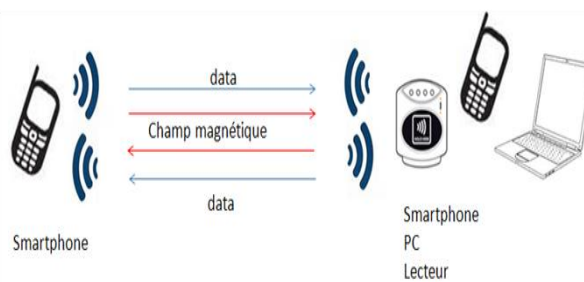 data
Champ magnétique
data
Smartphone
Smartphone
PC
Lecteur